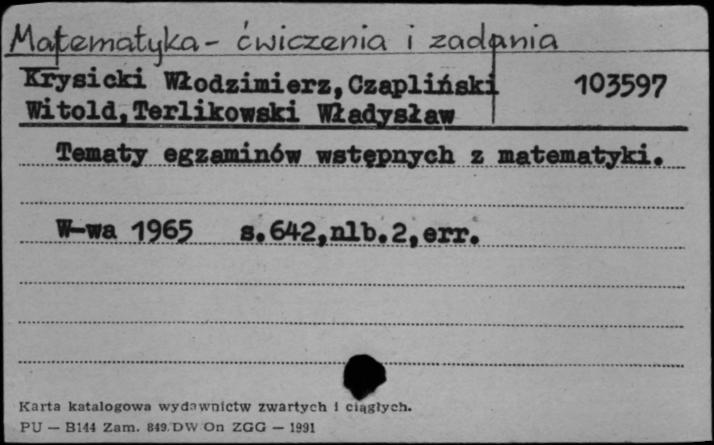 Matematyka - ćwiczenia i zadania
Krysicki Włodzimierz, Czapliński 103597
Witold, Terlikowski Władysław
Tematy egzaminów wstępnych z matematyki.
W-wa 1965 s.642,nlb.2,err.
Karta katalogowa wydawnictw zwartych i ciągłych.
PU — B144 Zam. 849/DW On ZGG — 1991